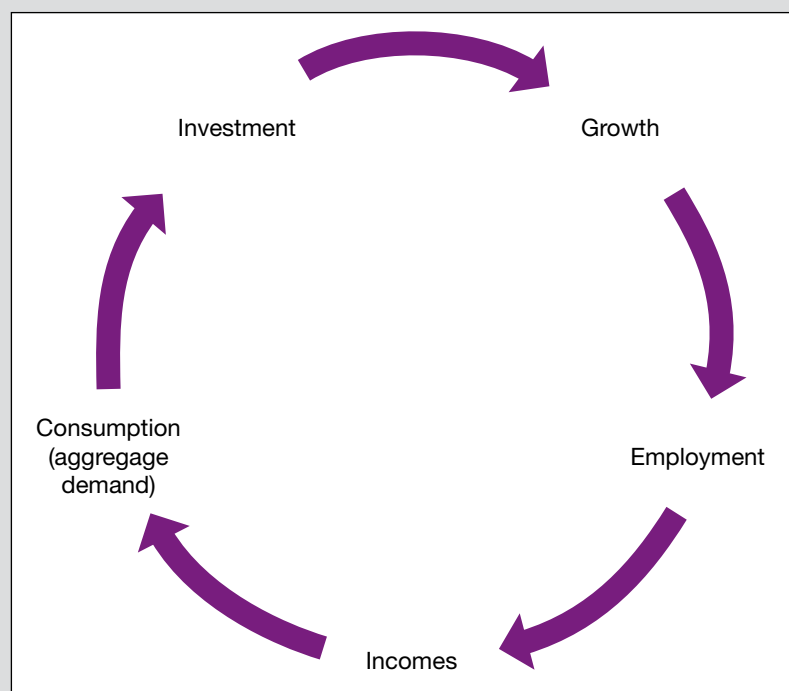 Investment
Growth
Employment
Incomes
Consumption
(aggregage
demand)